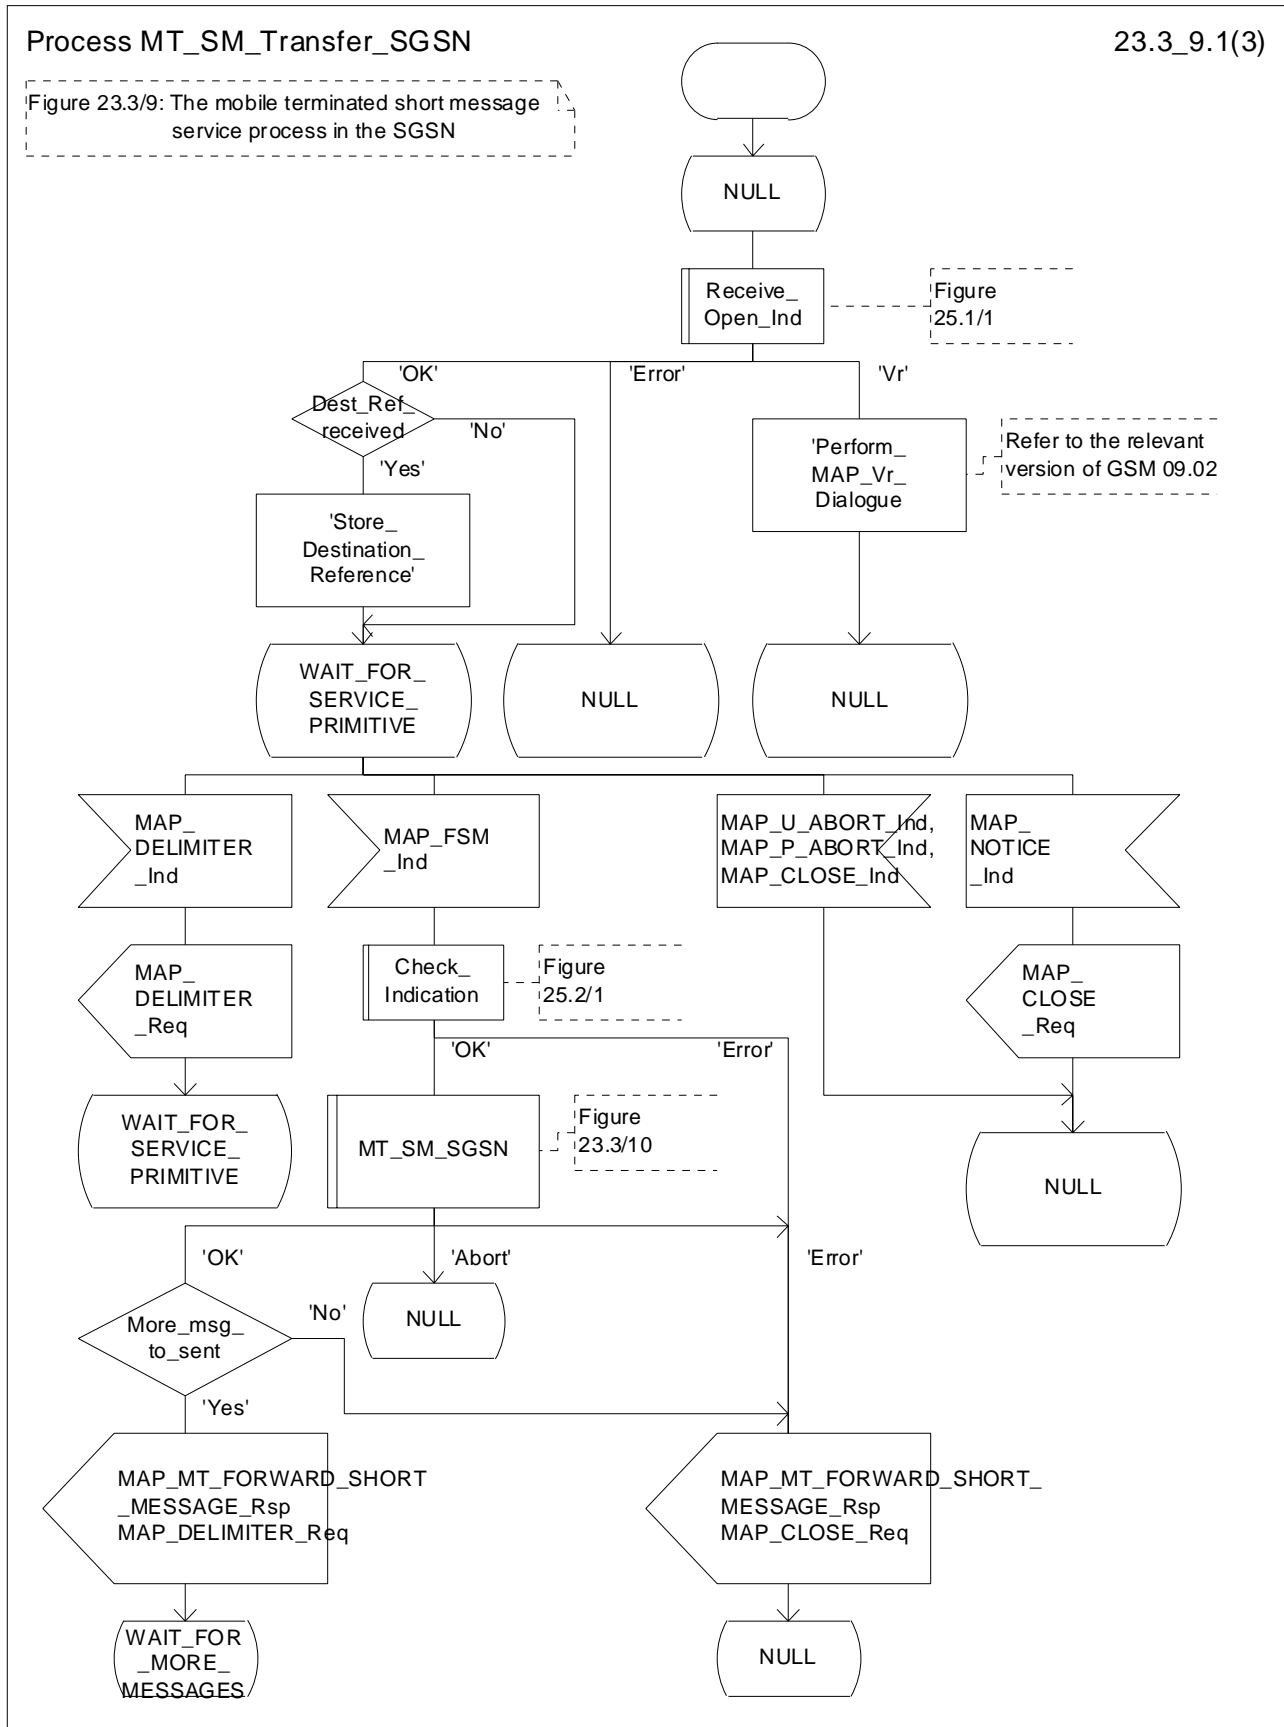 Process MT_SM_Transfer_SGSN
23.3_9.1(3)
Figure 23.3/9: The mobile terminated short message
service process in the SGSN
NULL
Receive_
Open_Ind
Figure
25.1/1
'OK'
'Error'
'Vr'
Dest_Ref_
received
'No'
'Yes'
'Perform_
MAP_Vr_
Dialogue
Refer to the relevant
version of GSM 09.02
'Store_
Destination_
Reference'
WAIT_FOR_
SERVICE_
PRIMITIVE
NULL
NULL
MAP_
DELIMITER
_Ind
MAP_FSM
_Ind
MAP_U_ABORT_Ind,
MAP_P_ABORT_Ind,
MAP_CLOSE_Ind
MAP_
NOTICE
_Ind
MAP_
DELIMITER
_Req
Check_
Indication
Figure
25.2/1
MAP_
CLOSE
_Req
'OK'
'Error'
WAIT_FOR_
SERVICE_
PRIMITIVE
MT_SM_SGSN
Figure
23.3/10
NULL
'OK'
'Abort'
'Error'
More_msg_
to_sent
'No'
NULL
'Yes'
MAP_MT_FORWARD_SHORT
_MESSAGE_Rsp
MAP_DELIMITER_Req
MAP_MT_FORWARD_SHORT_
MESSAGE_Rsp
MAP_CLOSE_Req
WAIT_FOR
_MORE_
MESSAGES
NULL